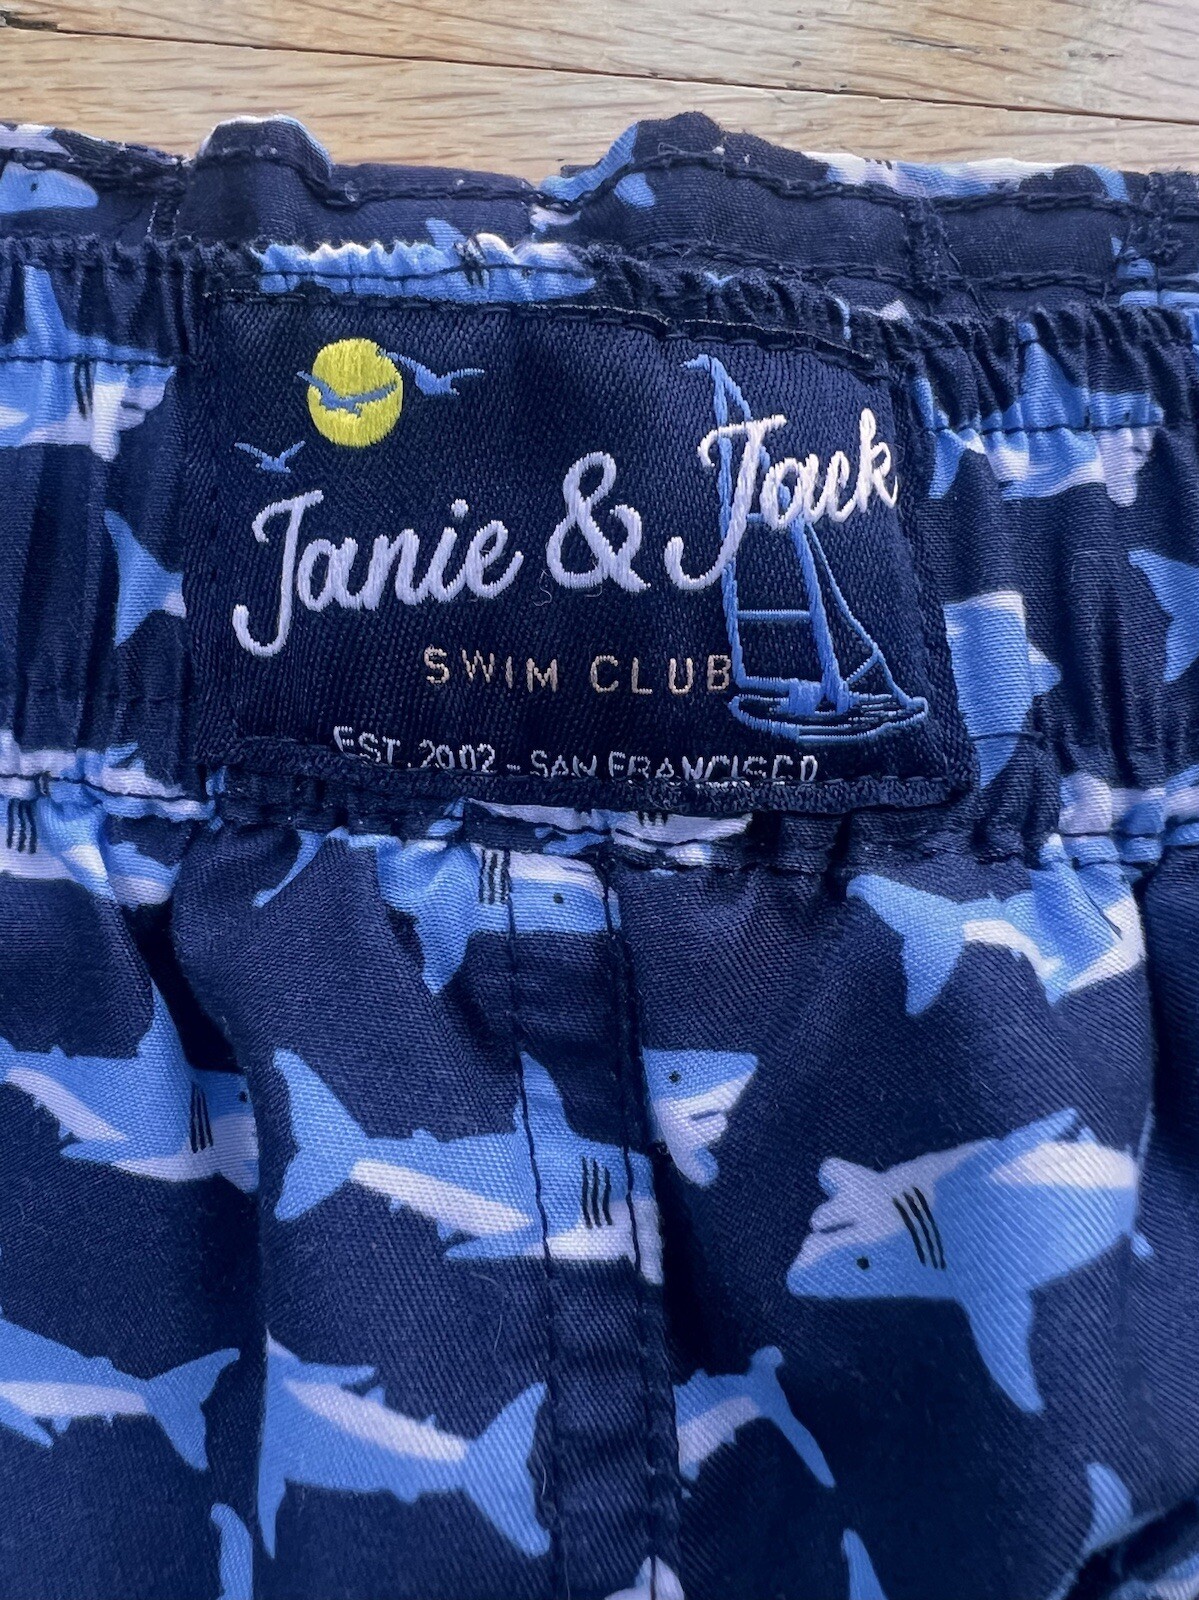 Janie & Jack
SWIM CLUB
EST. 2002 - SAN FRANCISCO